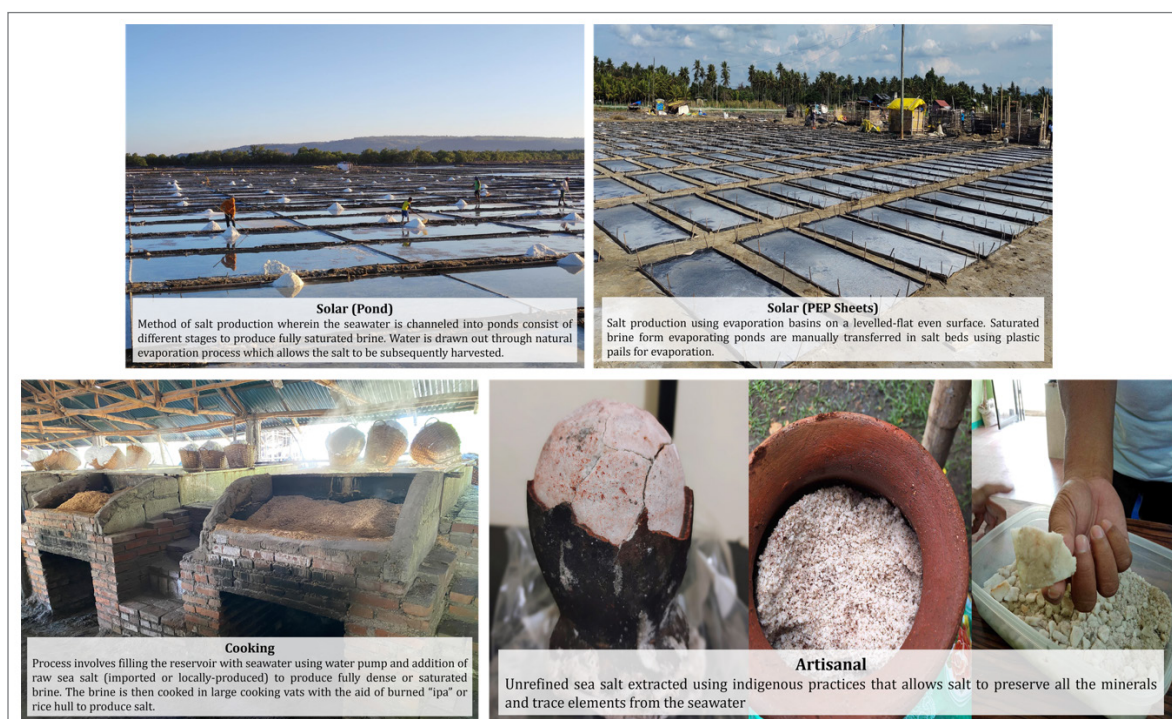 Solar (Pond)
Method of salt production wherein the seawater is channeled into ponds consist of
different stages to produce fully saturated brine. Water is drawn out through natural
evaporation process which allows the salt to be subsequently harvested.
Solar (PEP Sheets)
Salt production using evaporation basins on a levelled-flat even surface. Saturated
brine form evaporating ponds are manually transferred in salt beds using plastic
pails for evaporation.
Cooking
Process involves filling the reservoir with seawater using water pump and addition of
raw sea salt (imported or locally-produced) to produce fully dense or saturated
brine. The brine is then cooked in large cooking vats with the aid of burned "ipa" or
rice hull to produce salt.
Artisanal
Unrefined sea salt extracted using indigenous practices that allows salt to preserve all the minerals
and trace elements from the seawater